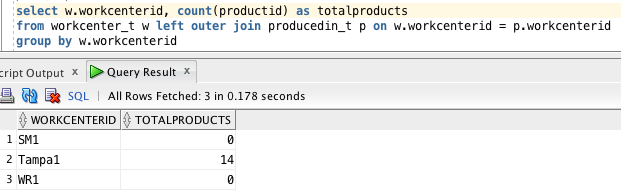 select w.workcenterid, count(productid) as totalproducts
from workcenter_t w left outer join producedin_t p on w.workcenterid = p.workcenterid
group by w.workcenterid
cript Output x Query Result x
SQL | All Rows Fetched: 3 in 0.178 seconds
WORKCENTERID TOTALPRODUCTS
1 SM1 0
2 Tampa1 14
3 WR1 0